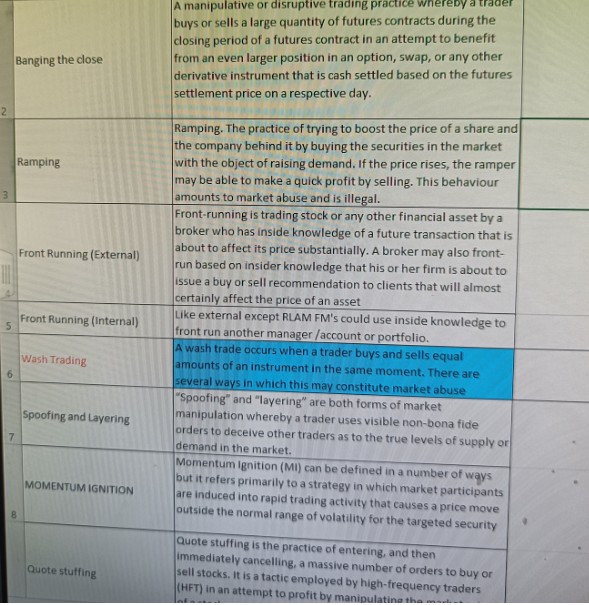 A manipulative or disruptive trading practice whereby a trader
buys or sells a large quantity of futures contracts during the
closing period of a futures contract in an attempt to benefit
Banging the close
from an even larger position in an option, swap, or any other
derivative instrument that is cash settled based on the futures
settlement price on a respective day.
2
Ramping. The practice of trying to boost the price of a share and
the company behind it by buying the securities in the market
Ramping
with the object of raising demand. If the price rises, the ramper
may be able to make a quick profit by selling. This behaviour
3
amounts to market abuse and is illegal.
Front-running is trading stock or any other financial asset by a
broker who has inside knowledge of a future transaction that is
Front Running (External)
about to affect its price substantially. A broker may also front-
run based on insider knowledge that his or her firm is about to
issue a buy or sell recommendation to clients that will almost
4
certainly affect the price of an asset
5
Front Running (Internal)
Like external except RLAM FM's could use inside knowledge to
front run another manager /account or portfolio.
Wash Trading
A wash trade occurs when a trader buys and sells equal
amounts of an instrument in the same moment. There are
6
several ways in which this may constitute market abuse
"Spoofing" and "layering" are both forms of market
Spoofing and Layering
manipulation whereby a trader uses visible non-bona fide
orders to deceive other traders as to the true levels of supply or
7
demand in the market.
Momentum Ignition (MI) can be defined in a number of ways
MOMENTUM IGNITION
but it refers primarily to a strategy in which market participants
are induced into rapid trading activity that causes a price move
8
outside the normal range of volatility for the targeted security
Quote stuffing is the practice of entering, and then
immediately cancelling, a massive number of orders to buy or
Quote stuffing
sell stocks. It is a tactic employed by high-frequency traders
(HFT) in an attempt to profit by manipulating the